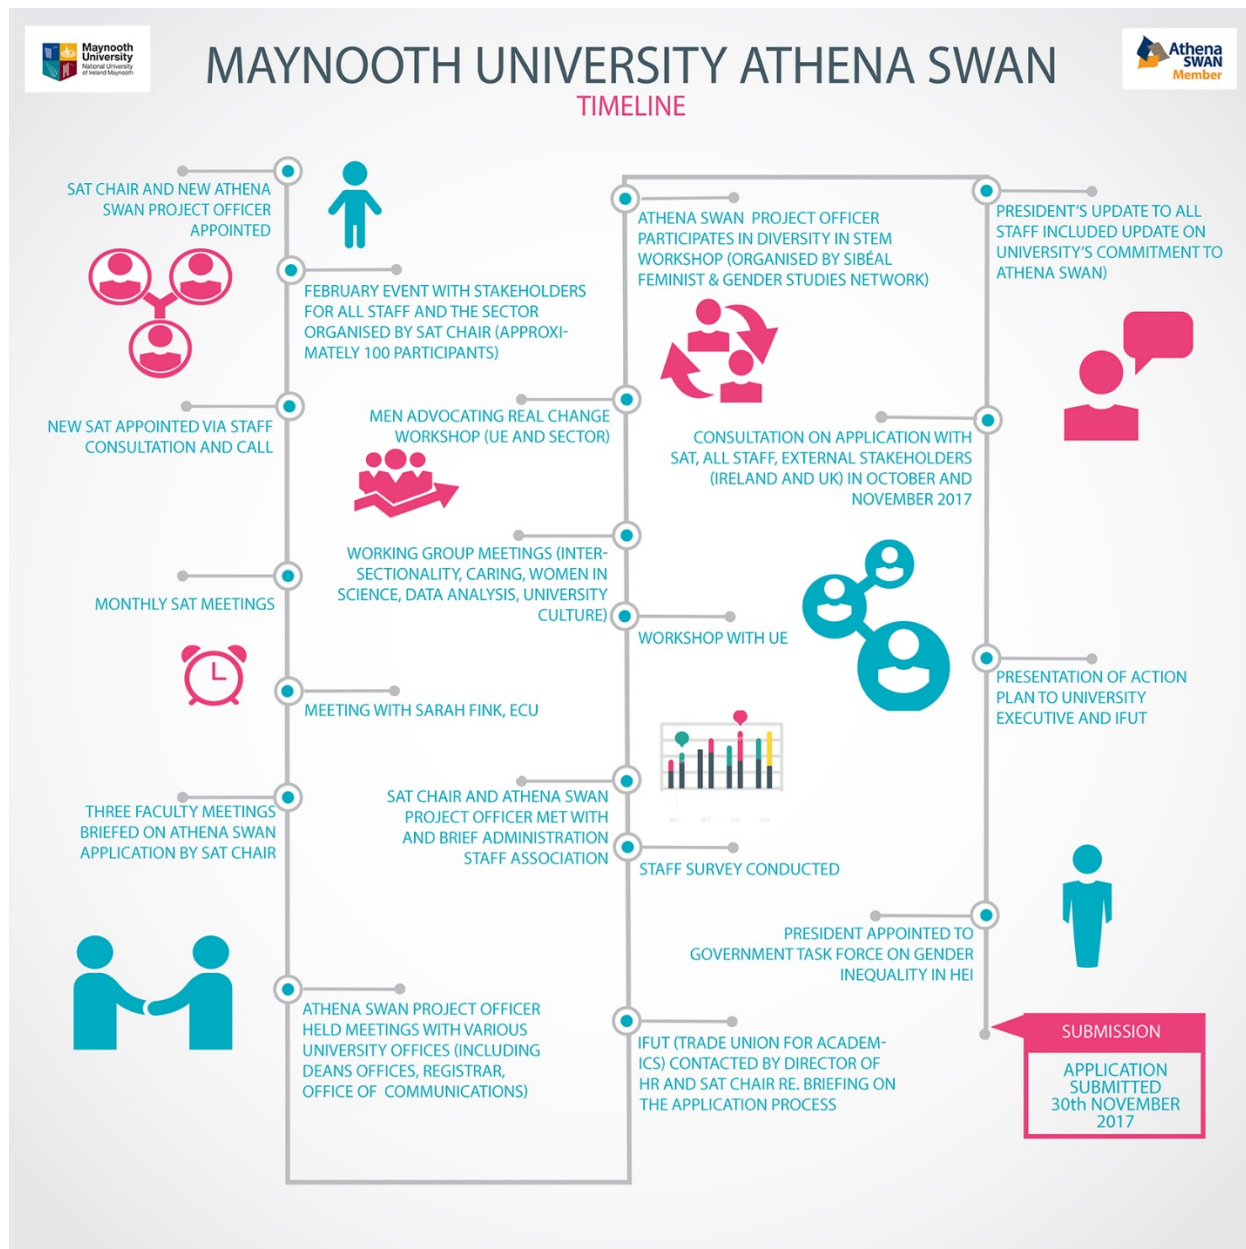 Maynooth
University
National University
of Ireland Maynooth
MAYNOOTH UNIVERSITY ATHENA SWAN
TIMELINE
Athena
SWAN
Member
SAT CHAIR AND NEW ATHENA
SWAN PROJECT OFFICER
APPOINTED
FEBRUARY EVENT WITH STAKEHOLDERS
FOR ALL STAFF AND THE SECTOR
ORGANISED BY SAT CHAIR (APPROXI-
MATELY 100 PARTICIPANTS)
NEW SAT APPOINTED VIA STAFF
CONSULTATION AND CALL
MONTHLY SAT MEETINGS
MEETING WITH SARAH FINK, ECU
THREE FACULTY MEETINGS
BRIEFED ON ATHENA SWAN
APPLICATION BY SAT CHAIR
ATHENA SWAN PROJECT OFFICER
HELD MEETINGS WITH VARIOUS
UNIVERSITY OFFICES (INCLUDING
DEANS OFFICES, REGISTRAR,
OFFICE OF COMMUNICATIONS)
IFUT (TRADE UNION FOR ACADEM-
ICS) CONTACTED BY DIRECTOR OF
HR AND SAT CHAIR RE. BRIEFING ON
THE APPLICATION PROCESS
STAFF SURVEY CONDUCTED
SAT CHAIR AND ATHENA SWAN
PROJECT OFFICER MET WITH
AND BRIEF ADMINISTRATION
STAFF ASSOCIATION
WORKSHOP WITH UE
WORKING GROUP MEETINGS (INTER-
SECTIONALITY, CARING, WOMEN IN
SCIENCE, DATA ANALYSIS, UNIVERSITY
CULTURE)
MEN ADVOCATING REAL CHANGE
WORKSHOP (UE AND SECTOR)
ATHENA SWAN PROJECT OFFICER
PARTICIPATES IN DIVERSITY IN STEM
WORKSHOP (ORGANISED BY SIBÉAL
FEMINIST & GENDER STUDIES NETWORK)
PRESIDENT'S UPDATE TO ALL
STAFF INCLUDED UPDATE ON
UNIVERSITY'S COMMITMENT TO
ATHENA SWAN)
CONSULTATION ON APPLICATION WITH
SAT, ALL STAFF, EXTERNAL STAKEHOLDERS
(IRELAND AND UK) IN OCTOBER AND
NOVEMBER 2017
PRESENTATION OF ACTION
PLAN TO UNIVERSITY
EXECUTIVE AND IFUT
PRESIDENT APPOINTED TO
GOVERNMENT TASK FORCE ON GENDER
INEQUALITY IN HEI
SUBMISSION
APPLICATION
SUBMITTED
30th NOVEMBER
2017